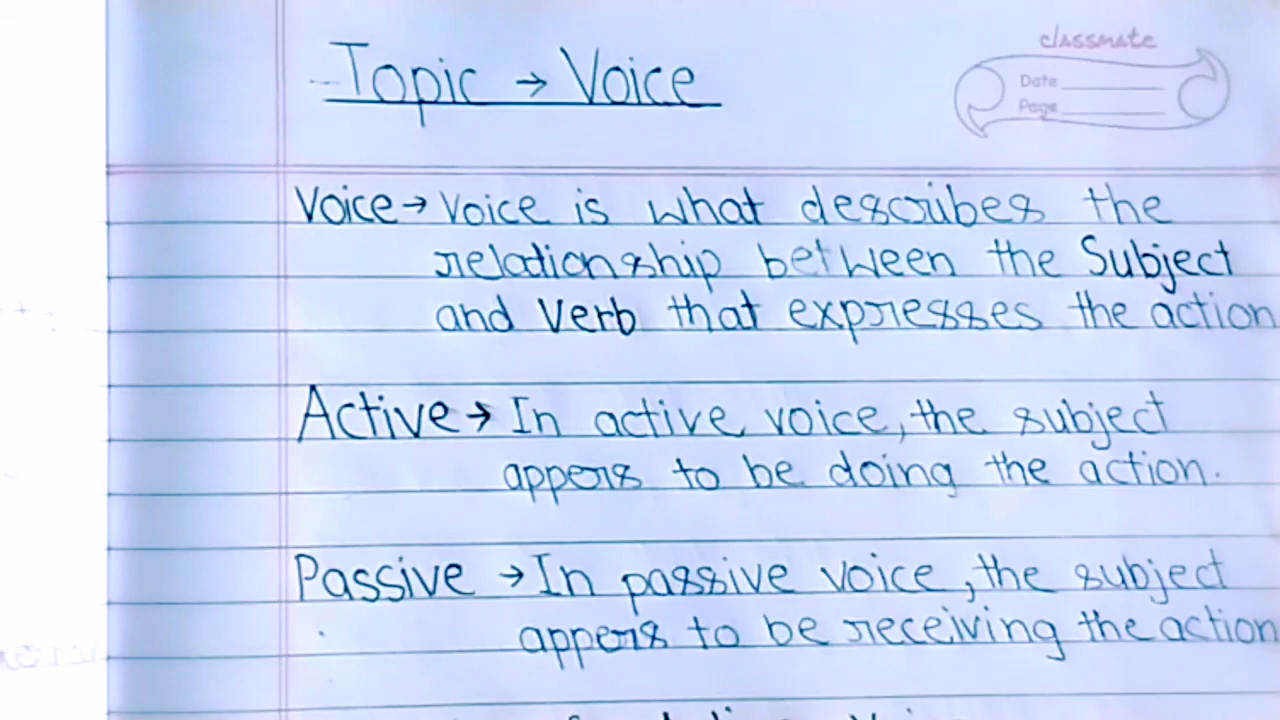 Topic → Voice
classmate
Date
Page
Voice → Voice is what describes the
relationship between the Subject
and Verb that expresses the action
Active → In active voice, the subject
appers to be doing the action.
Passive → In passive voice, the subject
appers to be receiving the action